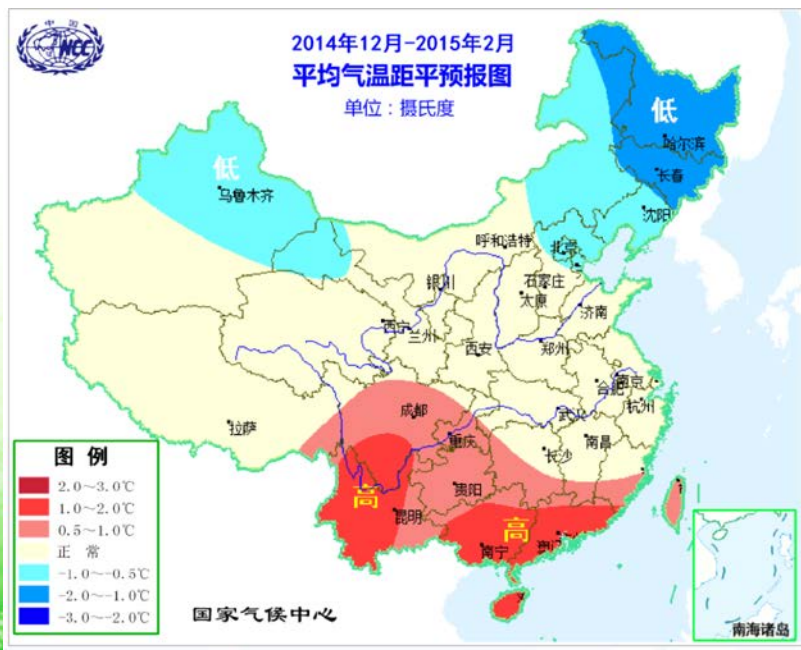 中国
NCC
2014年12月-2015年2月
平均气温距平预报图
单位：摄氏度
低
哈尔滨
长春
沈阳
低
乌鲁木齐
呼和浩特
北京
银川
石家庄
太原
济南
西宁
兰州
西安
郑州
南京
合肥
杭州
拉萨
成都
重庆
武汉
长沙
南昌
贵阳
高
昆明
高
南宁
图 例
2.0～3.0℃
1.0～2.0℃
0.5～1.0℃
正 常
-1.0～-0.5℃
-2.0～-1.0℃
-3.0～-2.0℃
国家气候中心
南海诸岛